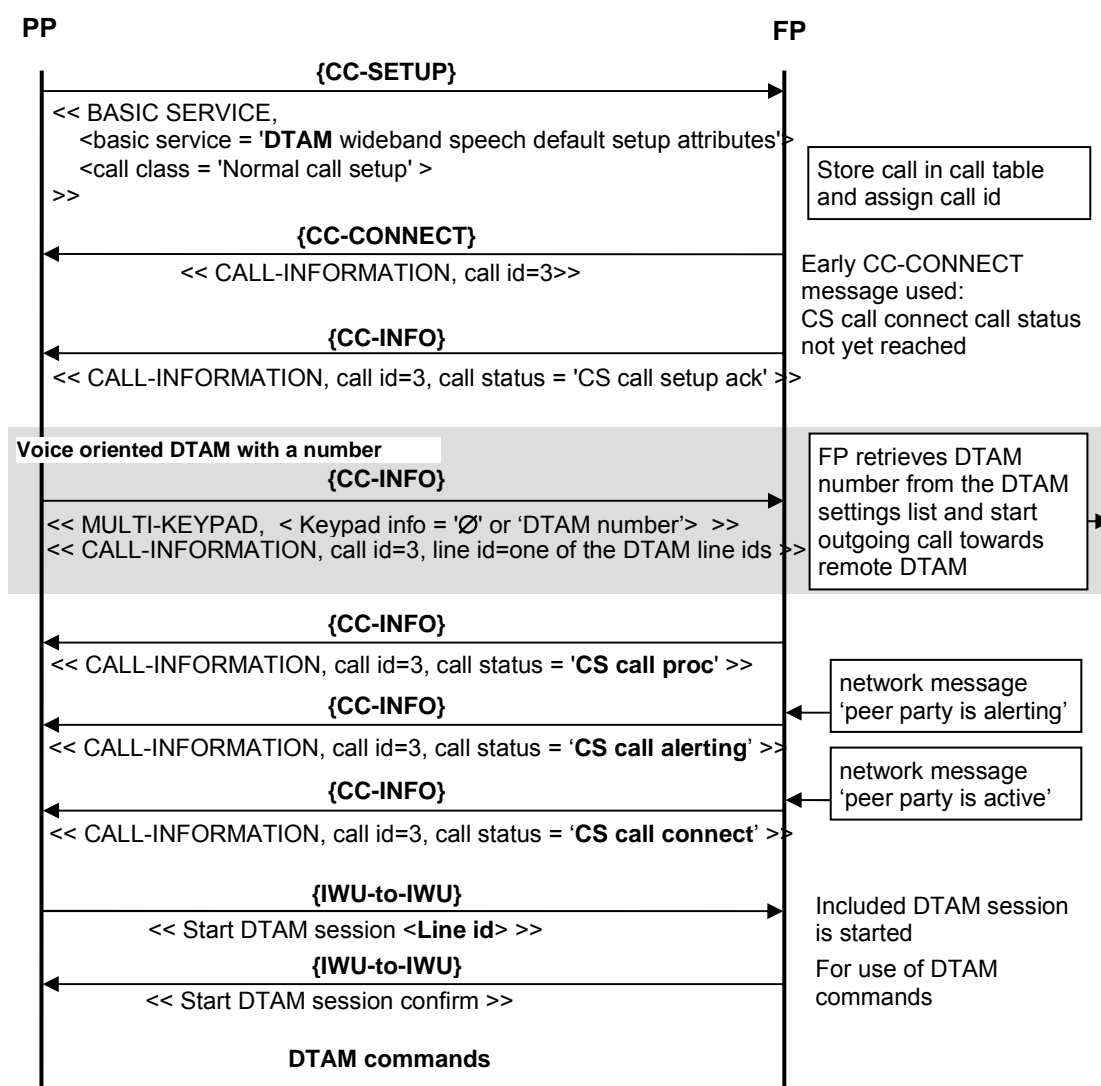 PP
FP
{CC-SETUP}
<< BASIC SERVICE,
<basic service = 'DTAM wideband speech default setup attributes'>
<call class = 'Normal call setup' >
>>
Store call in call table
and assign call id
{CC-CONNECT}
<< CALL-INFORMATION, call id=3>>
Early CC-CONNECT
message used:
CS call connect call status
not yet reached
{CC-INFO}
<< CALL-INFORMATION, call id=3, call status = 'CS call setup ack' >>
Voice oriented DTAM with a number
{CC-INFO}
<< MULTI-KEYPAD, < Keypad info = 'Ø' or ‘DTAM number’> >>
<< CALL-INFORMATION, call id=3, line id=one of the DTAM line ids >>
FP retrieves DTAM
number from the DTAM
settings list and start
outgoing call towards
remote DTAM
{CC-INFO}
<< CALL-INFORMATION, call id=3, call status = 'CS call proc' >>
{CC-INFO}
<< CALL-INFORMATION, call id=3, call status = ‘CS call alerting’ >>
network message
‘peer party is alerting’
{CC-INFO}
<< CALL-INFORMATION, call id=3, call status = ‘CS call connect’ >>
network message
‘peer party is active’
{IWU-to-IWU}
<< Start DTAM session <Line id> >>
Included DTAM session
is started
{IWU-to-IWU}
<< Start DTAM session confirm >>
For use of DTAM
commands
DTAM commands